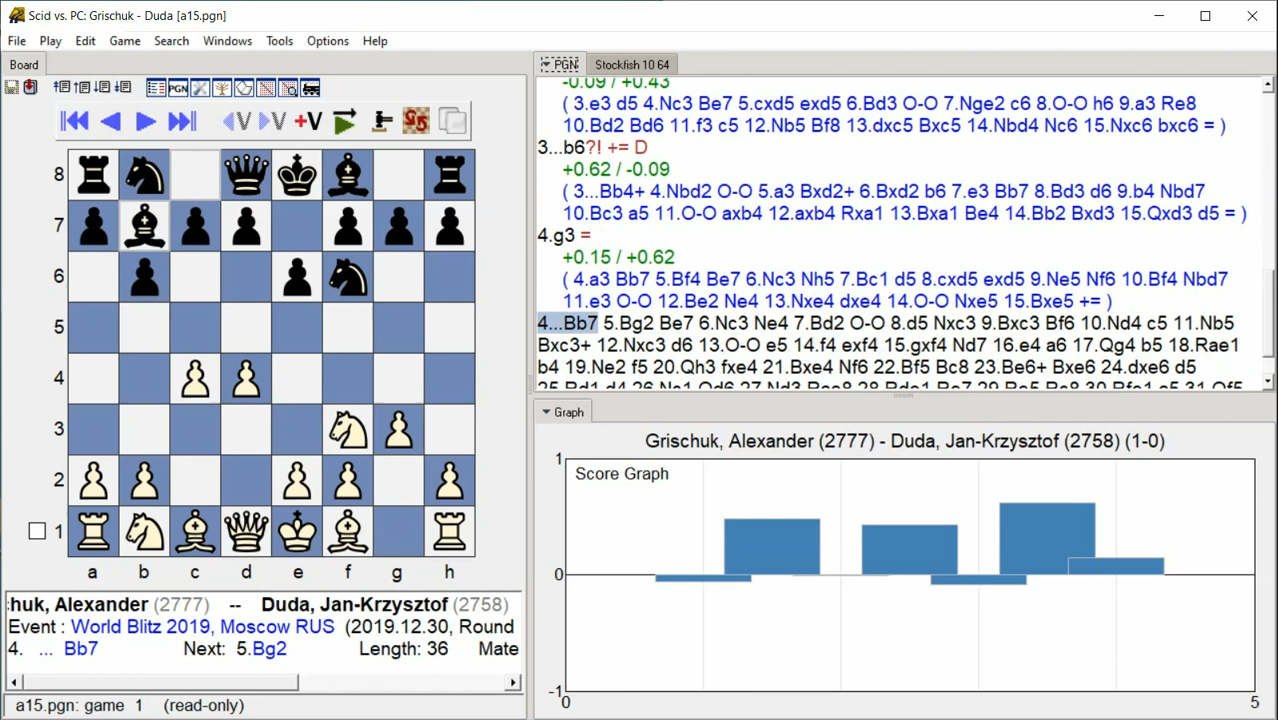 Scid vs. PC: Grischuk - Duda [a15.pgn]
File Play Edit Game Search Windows Tools Options Help
Board
PGN
V V +V
8
7
6
5
4
3
2
1
a b c d e f g h
chuk, Alexander (2777) -- Duda, Jan-Krzysztof (2758)
Event : World Blitz 2019, Moscow RUS (2019.12.30, Round
4. ... Bb7 Next: 5.Bg2 Length: 36 Mate
a15.pgn: game 1 (read-only)
PGN Stockfish 10 64
-0.09 / +0.43
( 3.e3 d5 4.Nc3 Be7 5.cxd5 exd5 6.Bd3 O-O 7.Nge2 c6 8.O-O h6 9.a3 Re8
10.Bd2 Bd6 11.f3 c5 12.Nb5 Bf8 13.dxc5 Bxc5 14.Nbd4 Nc6 15.Nxc6 bxc6 = )
3...b6?! += D
+0.62 / -0.09
( 3...Bb4+ 4.Nbd2 O-O 5.a3 Bxd2+ 6.Bxd2 b6 7.e3 Bb7 8.Bd3 d6 9.b4 Nbd7
10.Bc3 a5 11.O-O axb4 12.axb4 Rxa1 13.Bxa1 Be4 14.Bb2 Bxd3 15.Qxd3 d5 = )
4.g3 =
+0.15 / +0.62
( 4.a3 Bb7 5.Bf4 Be7 6.Nc3 Nh5 7.Bc1 d5 8.cxd5 exd5 9.Ne5 Nf6 10.Bf4 Nbd7
11.e3 O-O 12.Be2 Ne4 13.Nxe4 dxe4 14.O-O Nxe5 15.Bxe5 += )
4...Bb7 5.Bg2 Be7 6.Nc3 Ne4 7.Bd2 O-O 8.d5 Nxc3 9.Bxc3 Bf6 10.Nd4 c5 11.Nb5
Bxc3+ 12.Nxc3 d6 13.O-O e5 14.f4 exf4 15.gxf4 Nd7 16.e4 a6 17.Qg4 b5 18.Rae1
b4 19.Ne2 f5 20.Qh3 fxe4 21.Bxe4 Nf6 22.Bf5 Bc8 23.Be6+ Bxe6 24.dxe6 d5
Graph
Grischuk, Alexander (2777) - Duda, Jan-Krzysztof (2758) (1-0)
1
Score Graph
0
-1
0 5